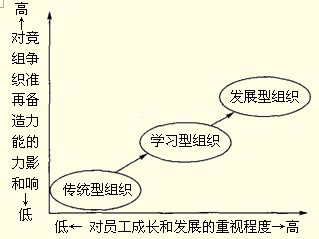 高
↑
对组织再造能力和
竞争准备力的影响
↓
低
发展型组织
学习型组织
传统型组织
低← 对员工成长和发展的重视程度→高